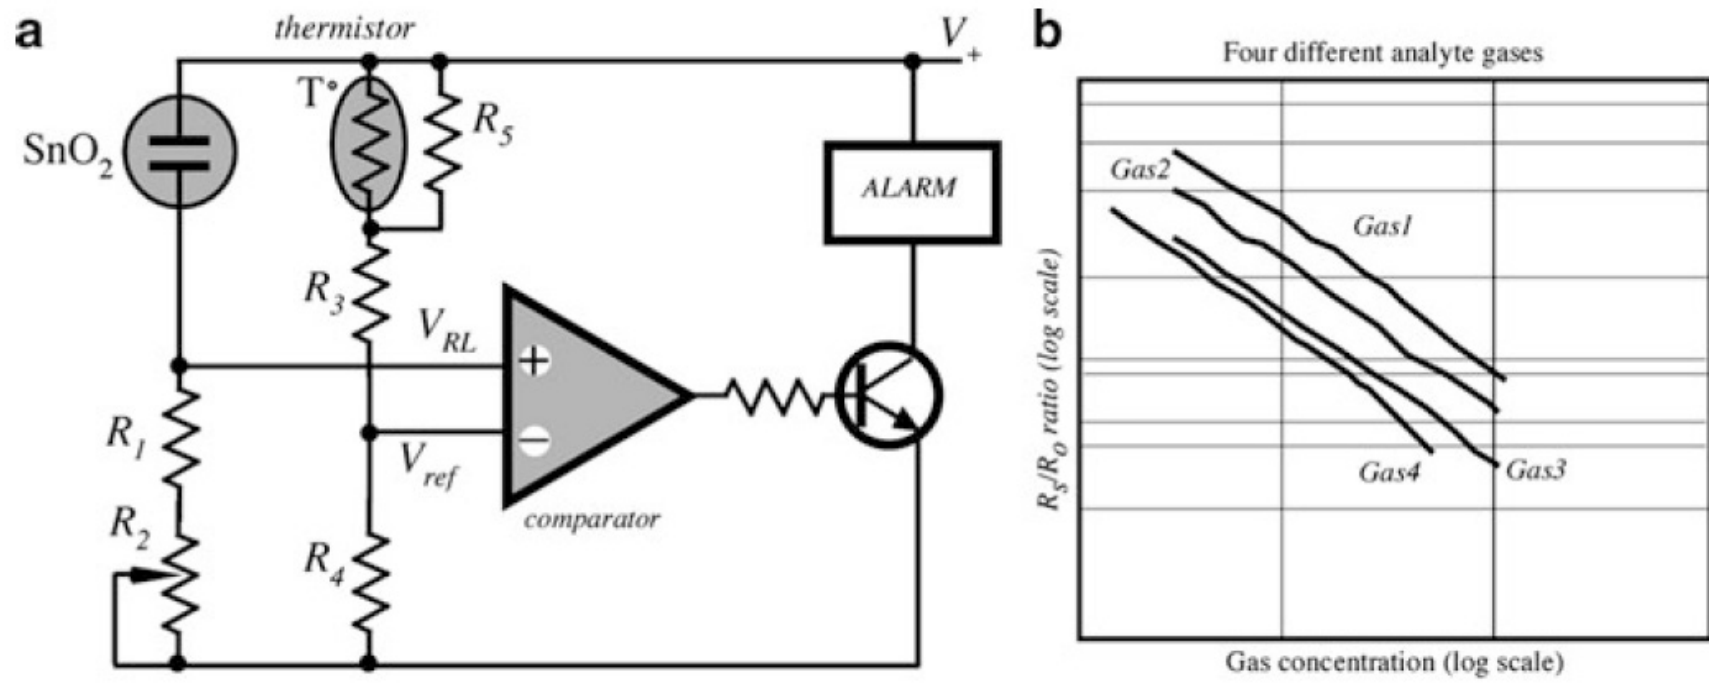 a
thermistor
V+
T°
R5
SnO2
ALARM
R3
VRL
+
R1
−
Vref
comparator
R2
R4
b
Four different analyte gases
Gas2
Gas1
Rs/RO ratio (log scale)
Gas4
Gas3
Gas concentration (log scale)